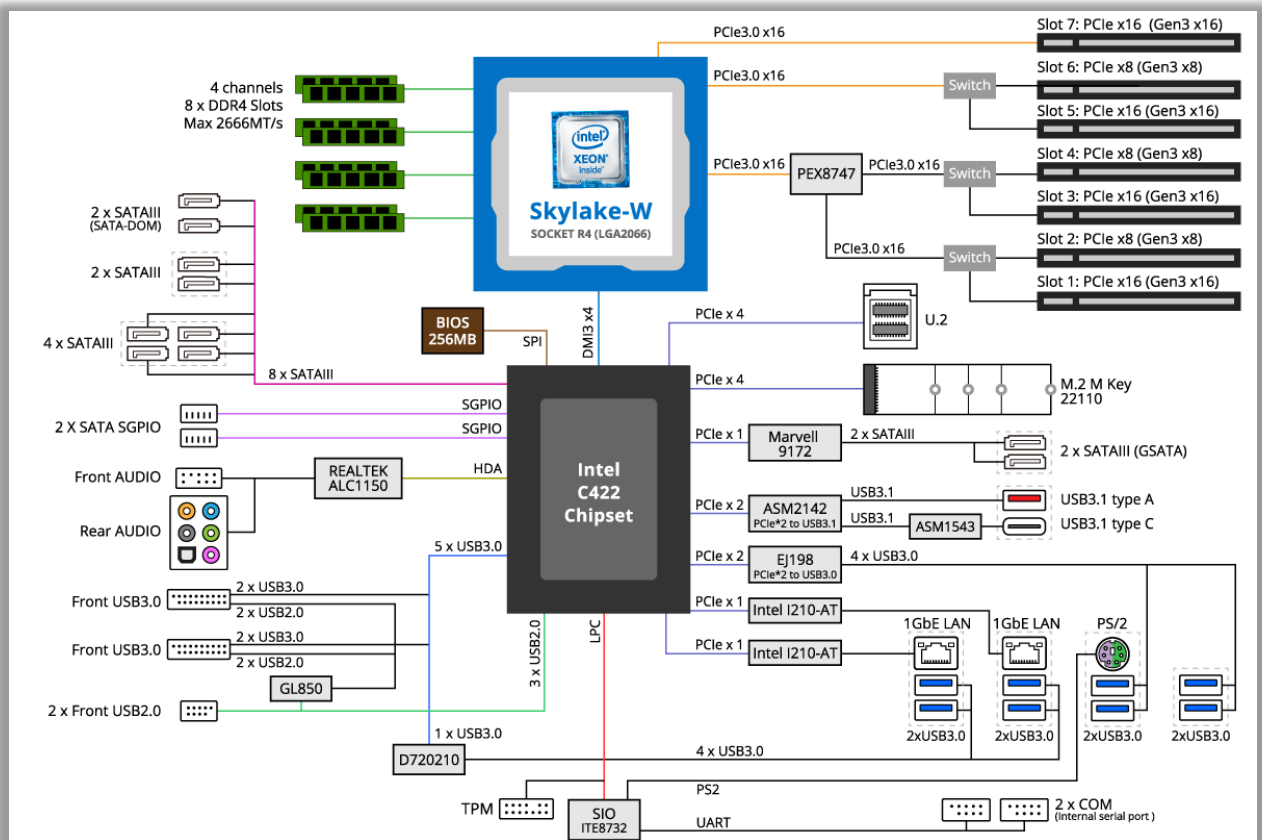 PCIe3.0 x16
Slot 7: PCIe x16 (Gen3 x16)
4 channels
8 x DDR4 Slots
Max 2666MT/s
intel
XEON
inside
Skylake-W
SOCKET R4 (LGA2066)
PCIe3.0 x16
Switch
Slot 6: PCIe x8 (Gen3 x8)
Slot 5: PCIe x16 (Gen3 x16)
PCIe3.0 x16
PEX8747
PCIe3.0 x16
Switch
Slot 4: PCIe x8 (Gen3 x8)
Slot 3: PCIe x16 (Gen3 x16)
PCIe3.0 x16
Switch
Slot 2: PCIe x8 (Gen3 x8)
Slot 1: PCIe x16 (Gen3 x16)
2 x SATAIII
(SATA-DOM)
2 x SATAIII
4 x SATAIII
8 x SATAIII
BIOS
256MB
SPI
DMI3 x4
PCIe x 4
U.2
PCIe x 4
M.2 M Key
22110
2 X SATA SGPIO
SGPIO
SGPIO
Intel
C422
Chipset
PCIe x 1
Marvell
9172
2 x SATAIII
2 x SATAIII (GSATA)
Front AUDIO
Rear AUDIO
REALTEK
ALC1150
HDA
PCIe x 2
ASM2142
PCIe*2 to USB3.1
USB3.1
USB3.1 type A
USB3.1
ASM1543
USB3.1 type C
5 x USB3.0
PCIe x 2
EJ198
PCIe*2 to USB3.0
4 x USB3.0
Front USB3.0
2 x USB3.0
2 x USB2.0
Front USB3.0
2 x USB3.0
2 x USB2.0
GL850
2 x Front USB2.0
3 x USB2.0
LPC
PCIe x 1
Intel I210-AT
PCIe x 1
Intel I210-AT
1GbE LAN
1GbE LAN
PS/2
2xUSB3.0
2xUSB3.0
2xUSB3.0
2xUSB3.0
1 x USB3.0
D720210
4 x USB3.0
PS2
TPM
SIO
ITE8732
UART
2 x COM
(Internal serial port )